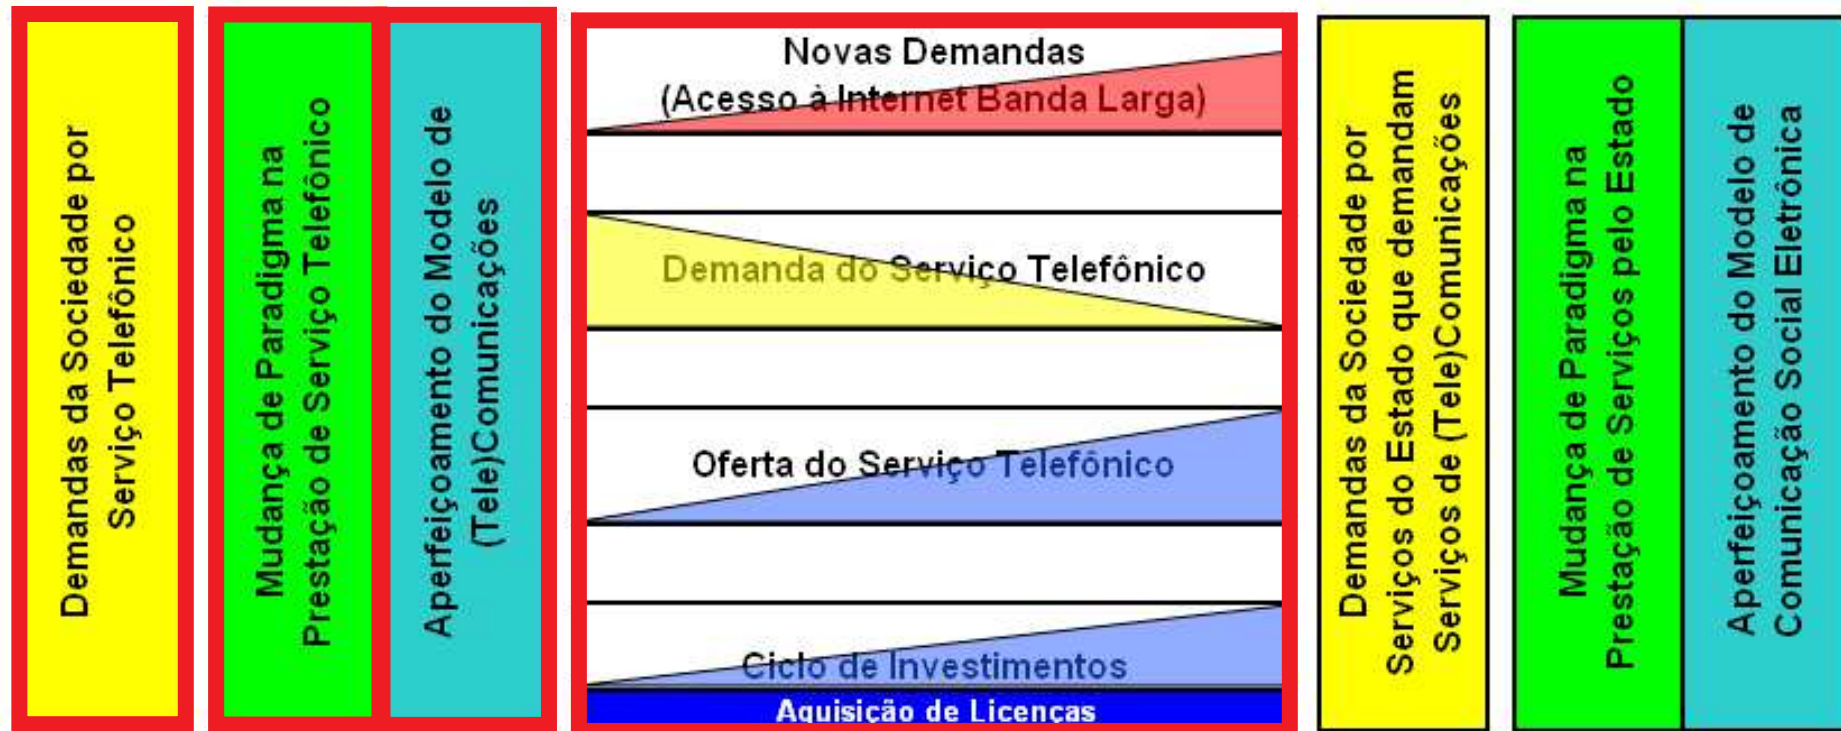 Demandas da Sociedade por
Serviço Telefônico
Mudança de Paradigma na
Prestação de Serviço Telefônico
Aperfeiçoamento do Modelo de
(Tele)Comunicações
Novas Demandas
(Acesso à Internet Banda Larga)
Demanda do Serviço Telefônico
Oferta do Serviço Telefônico
Ciclo de Investimentos
Aquisição de Licenças
Demandas da Sociedade por
Serviços do Estado que demandam
Serviços de (Tele)Comunicações
Mudança de Paradigma na
Prestação de Serviços pelo Estado
Aperfeiçoamento do Modelo de
Comunicação Social Eletrônica